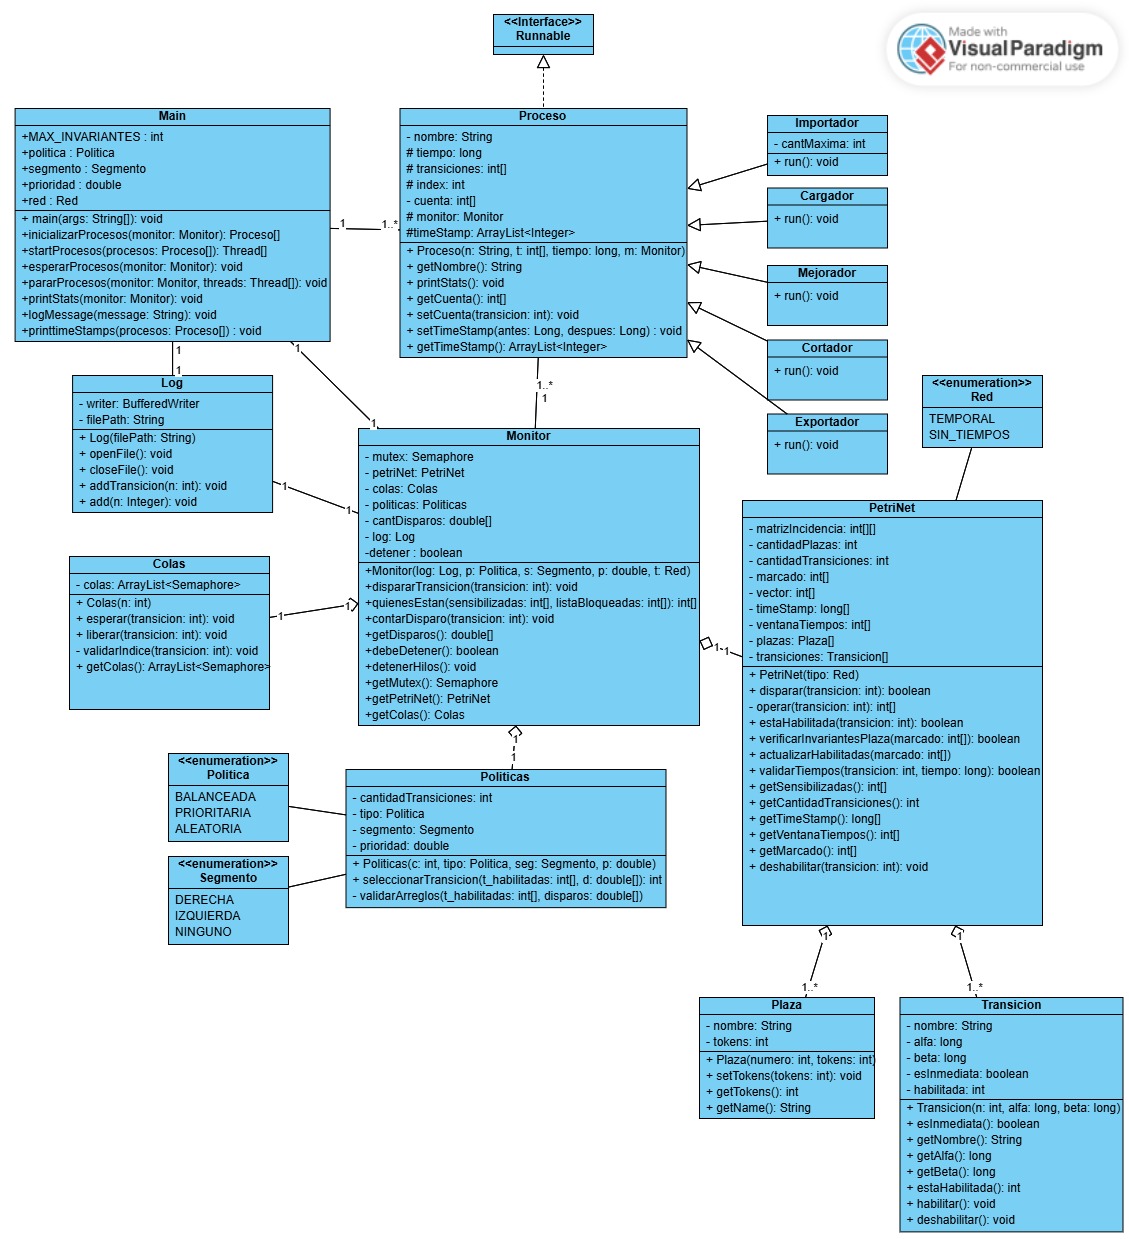 <<Interface>>
Runnable
Made with
VisualParadigm
For non-commercial use
Main
+MAX_INVARIANTES : int
+politica : Politica
+segmento : Segmento
+prioridad : double
+red : Red
+ main(args: String[]): void
+inicializarProcesos(monitor: Monitor): Proceso[]
+startProcesos(procesos: Proceso[]): Thread[]
+esperarProcesos(monitor: Monitor): void
+pararProcesos(monitor: Monitor, threads: Thread[]): void
+printStats(monitor: Monitor): void
+logMessage(message: String): void
+printtimeStamps(procesos: Proceso[]) : void
1
1..*
Proceso
- nombre: String
# tiempo: long
# transiciones: int[]
# index: int
- cuenta: int[]
# monitor: Monitor
#timeStamp: ArrayList<Integer>
+ Proceso(n: String, t: int[], tiempo: long, m: Monitor)
+ getNombre(): String
+ printStats(): void
+ getCuenta(): int[]
+ setCuenta(transicion: int): void
+ setTimeStamp(antes: Long, despues: Long) : void
+ getTimeStamp(): ArrayList<Integer>
Importador
- cantMaxima: int
+ run(): void
Cargador
+ run(): void
Mejorador
+ run(): void
Cortador
+ run(): void
Exportador
+ run(): void
1
1
1
1
1..*
1
Log
- writer: BufferedWriter
- filePath: String
+ Log(filePath: String)
+ openFile(): void
+ closeFile(): void
+ addTransicion(n: int): void
+ add(n: Integer): void
1
1
Monitor
- mutex: Semaphore
- petriNet: PetriNet
- colas: Colas
- politicas: Politicas
- cantDisparos: double[]
- log: Log
-detener : boolean
+Monitor(log: Log, p: Politica, s: Segmento, p: double, t: Red)
+dispararTransicion(transicion: int): void
+quienesEstan(sensibilizadas: int[], listaBloqueadas: int[]): int[]
+contarDisparo(transicion: int): void
+getDisparos(): double[]
+debeDetener(): boolean
+detenerHilos(): void
+getMutex(): Semaphore
+getPetriNet(): PetriNet
+getColas(): Colas
<<enumeration>>
Red
TEMPORAL
SIN_TIEMPOS
Colas
- colas: ArrayList<Semaphore>
+ Colas(n: int)
+ esperar(transicion: int): void
+ liberar(transicion: int): void
- validarIndice(transicion: int): void
+ getColas(): ArrayList<Semaphore>
1
1
1
1
PetriNet
- matrizIncidencia: int[][]
- cantidadPlazas: int
- cantidadTransiciones: int
- marcado: int[]
- vector: int[]
- timeStamp: long[]
- ventanaTiempos: int[]
- plazas: Plaza[]
- transiciones: Transicion[]
+ PetriNet(tipo: Red)
+ disparar(transicion: int): boolean
- operar(transicion: int): int[]
+ estaHabilitada(transicion: int): boolean
+ verificarInvariantesPlaza(marcado: int[]): boolean
+ actualizarHabilitadas(marcado: int[])
+ validarTiempos(transicion: int, tiempo: long): boolean
+ getSensibilizadas(): int[]
+ getCantidadTransiciones(): int
+ getTimeStamp(): long[]
+ getVentanaTiempos(): int[]
+ getMarcado(): int[]
+ deshabilitar(transicion: int): void
1
1
<<enumeration>>
Politica
BALANCEADA
PRIORITARIA
ALEATORIA
Politicas
- cantidadTransiciones: int
- tipo: Politica
- segmento: Segmento
- prioridad: double
+ Politicas(c: int, tipo: Politica, seg: Segmento, p: double)
+ seleccionarTransicion(t_habilitadas: int[], d: double[]): int
- validarArreglos(t_habilitadas: int[], disparos: double[])
<<enumeration>>
Segmento
DERECHA
IZQUIERDA
NINGUNO
1
1..*
1
1..*
Plaza
- nombre: String
- tokens: int
+ Plaza(numero: int, tokens: int)
+ setTokens(tokens: int): void
+ getTokens(): int
+ getName(): String
Transicion
- nombre: String
- alfa: long
- beta: long
- esInmediata: boolean
- habilitada: int
+ Transicion(n: int, alfa: long, beta: long)
+ esInmediata(): boolean
+ getNombre(): String
+ getAlfa(): long
+ getBeta(): long
+ estaHabilitada(): int
+ habilitar(): void
+ deshabilitar(): void